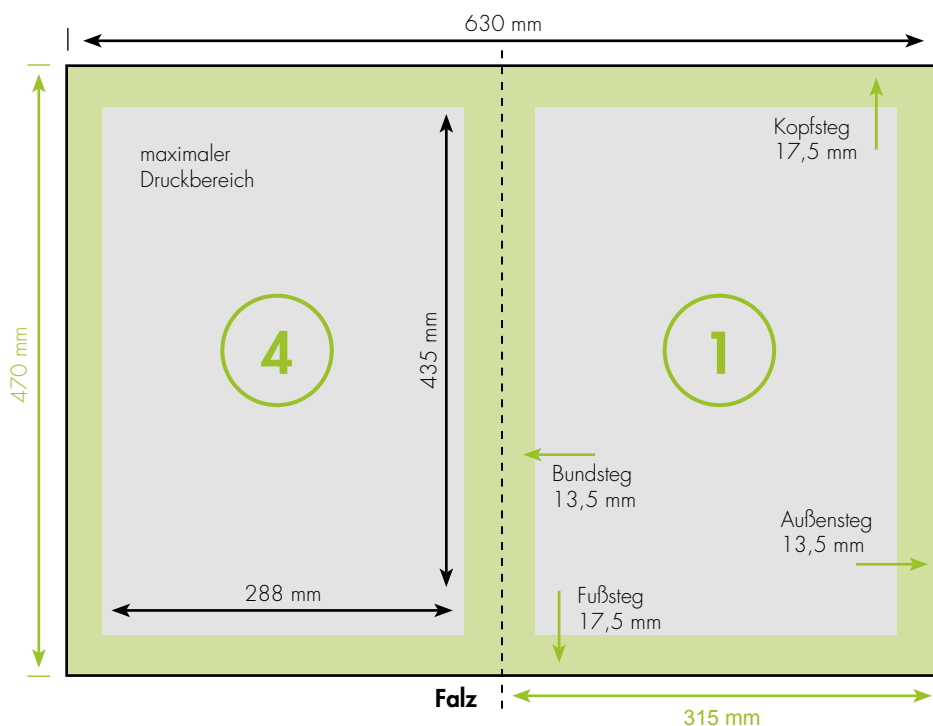 630 mm
maximaler
Druckbereich
Kopfsteg
17,5 mm
470 mm
4
435 mm
1
Bundsteg
13,5 mm
Außensteg
13,5 mm
288 mm
Fußsteg
17,5 mm
Falz
315 mm